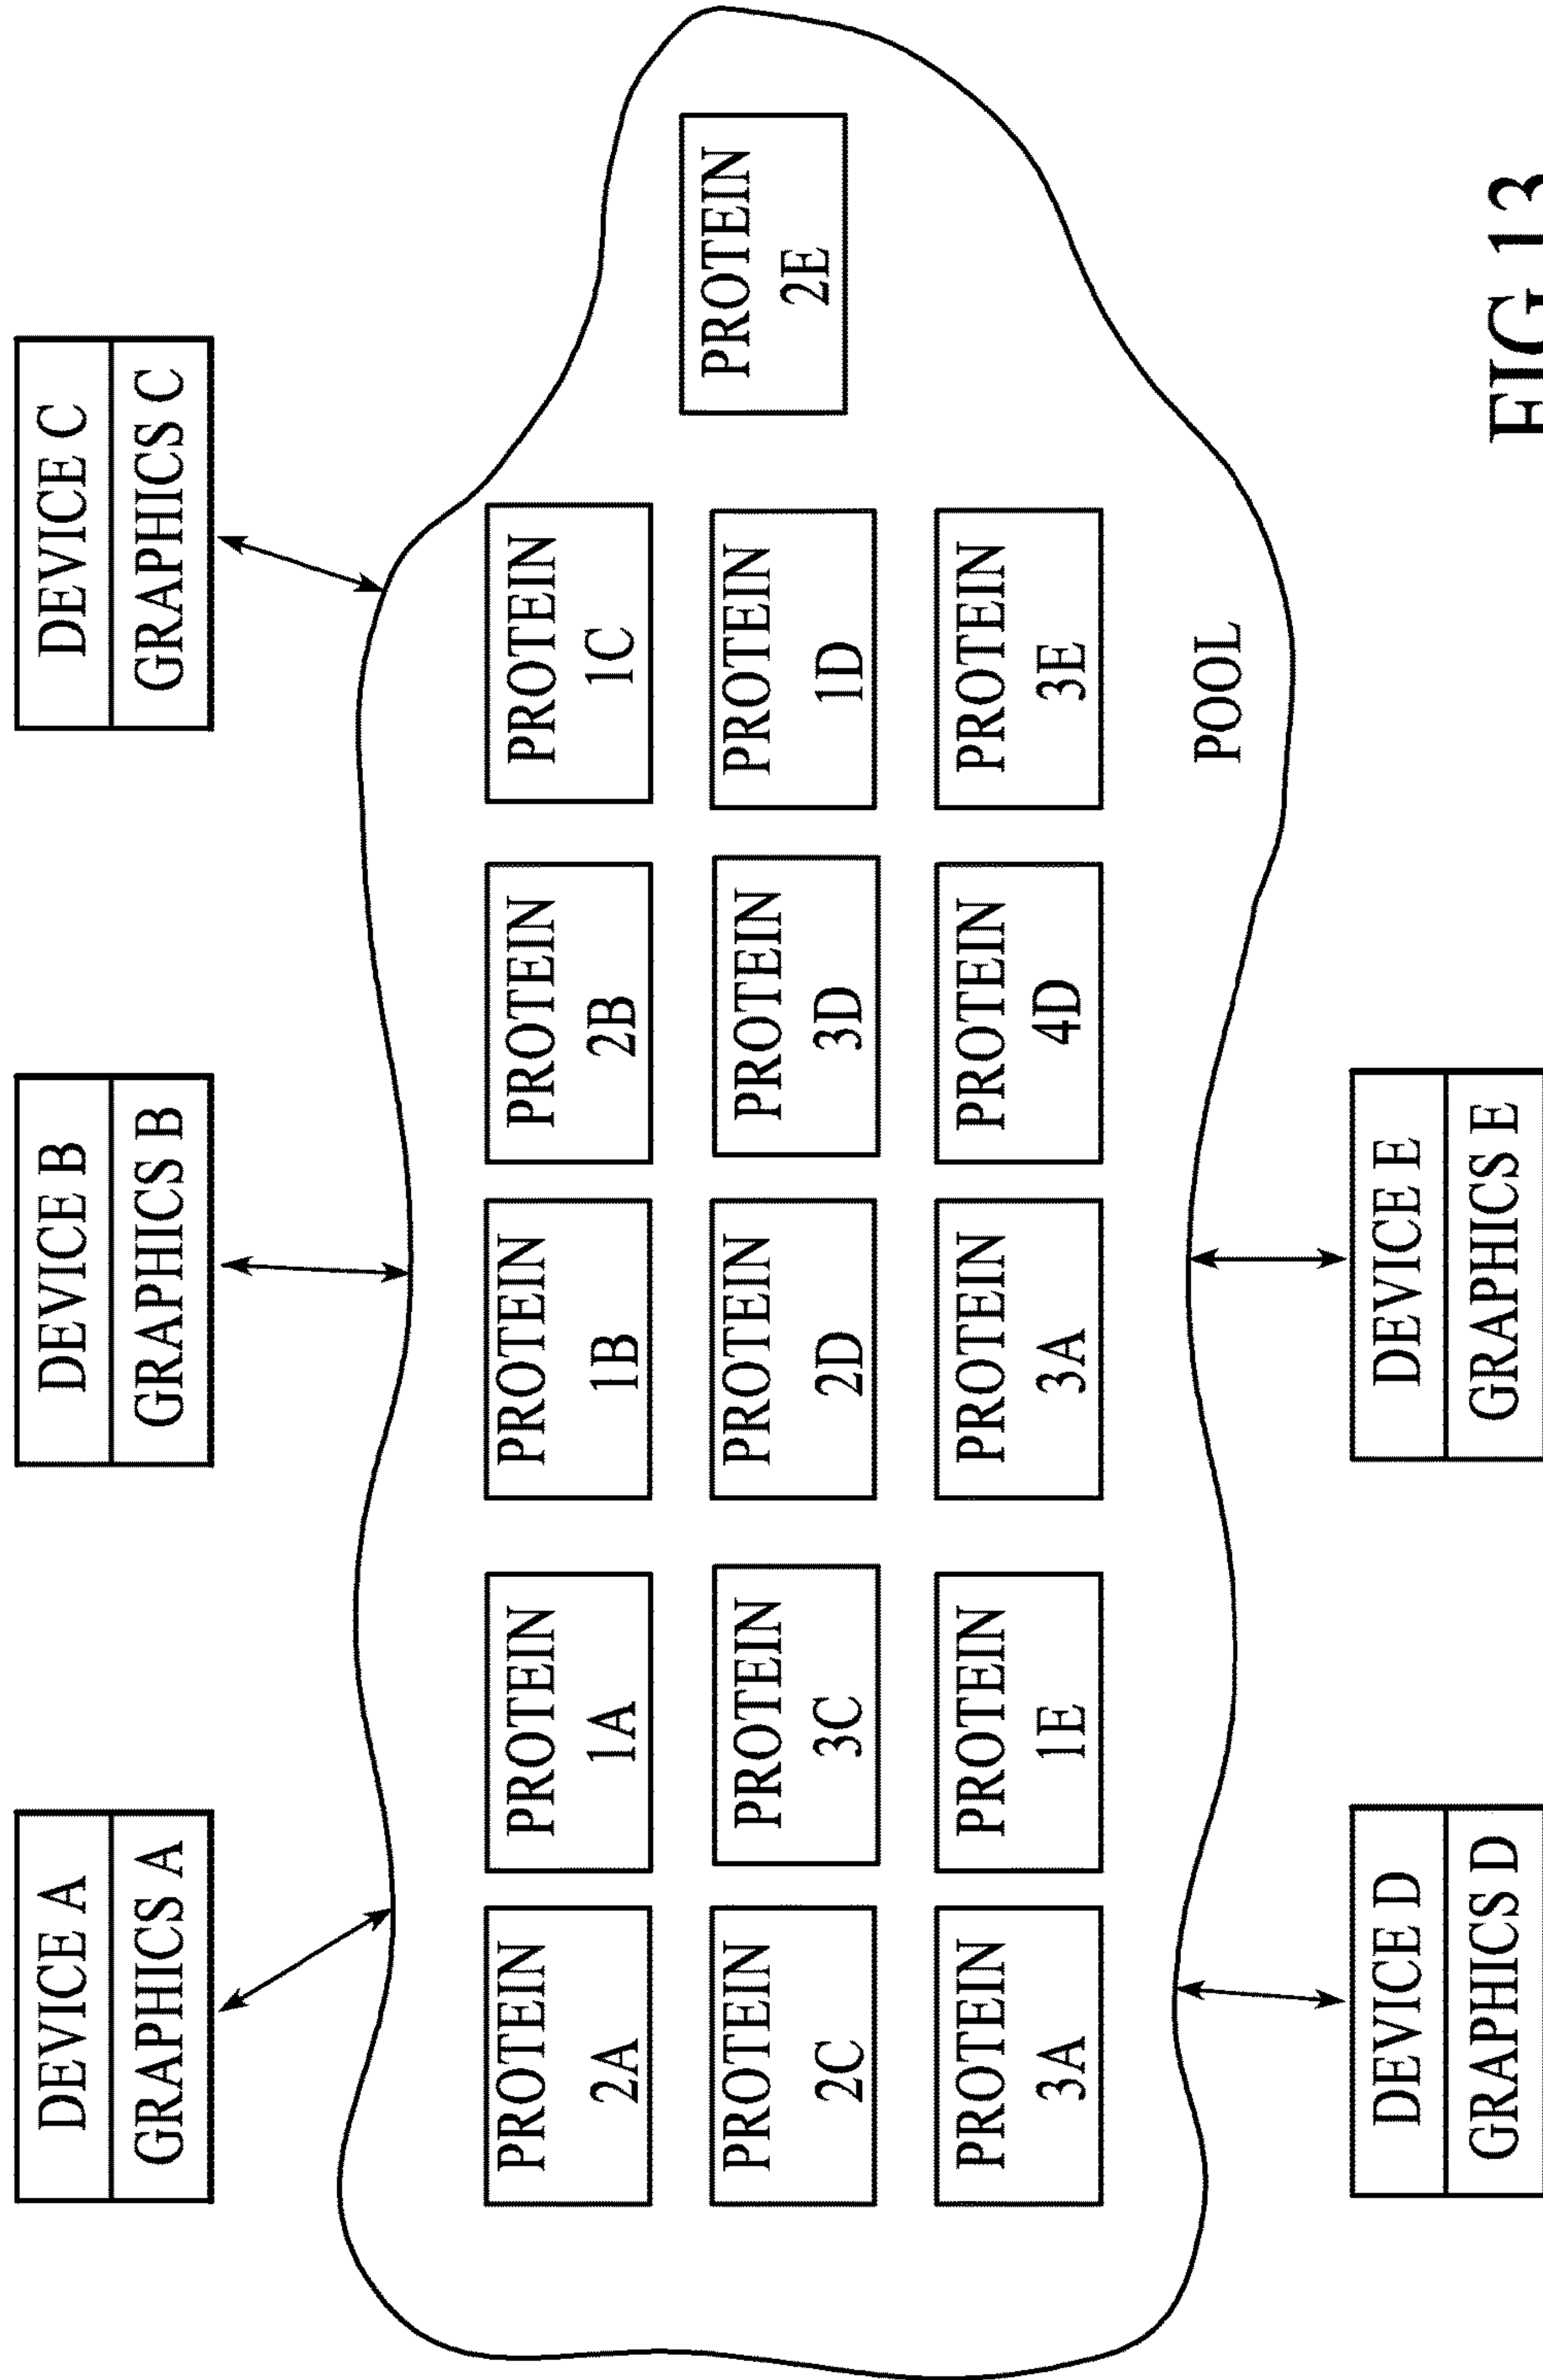 DEVICE A
GRAPHICS A
DEVICE B
GRAPHICS B
DEVICE C
GRAPHICS C
PROTEIN
2A
PROTEIN
1A
PROTEIN
1B
PROTEIN
2B
PROTEIN
1C
PROTEIN
2E
PROTEIN
2C
PROTEIN
3C
PROTEIN
2D
PROTEIN
3D
PROTEIN
1D
PROTEIN
3A
PROTEIN
1E
PROTEIN
3A
PROTEIN
4D
PROTEIN
3E
POOL
DEVICE D
GRAPHICS D
DEVICE E
GRAPHICS E
FIG.13